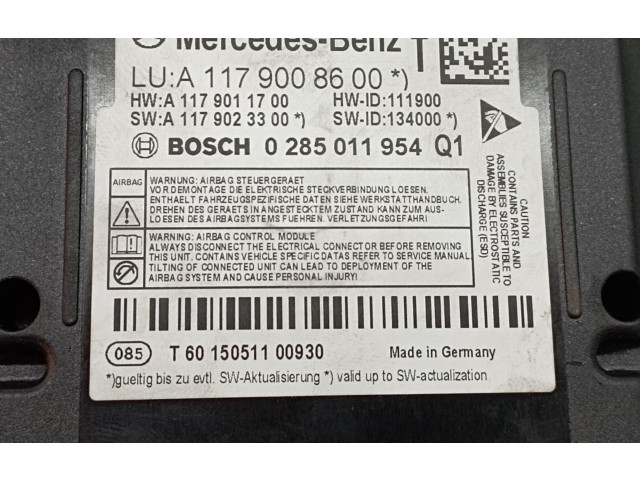 Mercedes-Benz T
LU:A 117 900 86 00 *)
HW:A 117 901 17 00 HW-ID:111900
SW:A 117 902 33 00 *) SW-ID:134000 *)
BOSCH 0 285 011 954 Q1
AIRBAG
WARNUNG: AIRBAG STEUERGERAET
VOR DEMONTAGE DIE ELEKTRISCHE STECKVERBINDUNG LOESEN.
ENTHAELT FAHRZEUGSPEZIFISCHE DATEN SIEHE WERKSTATTHANDBUCH.
DREHEN DES GERAETS IN ANGESTECKTEM ZUSTAND KANN ZUM AUS-
LOESEN DES AIRBAGSYSTEMS FUEHREN. VERLETZUNGSGEFAHR!
WARNING: AIRBAG CONTROL MODULE
ALWAYS DISCONNECT THE ELECTRICAL CONNECTOR BEFORE REMOVING
THIS UNIT. CONTAINS VEHICLE SPECIFIC DATAS REFER TO SERVICE MANUAL.
TILTING OF CONNECTED UNIT CAN LEAD TO DEPLOYMENT OF THE
AIRBAG SYSTEM AND CAUSE PERSONAL INJURY!
CAUTION
CONTAINS PARTS AND
ASSEMBLIES SUSCEPTIBLE TO
DAMAGE BY ELECTROSTATIC
DISCHARGE (ESD)
085 T 60 150511 00930 Made in Germany
*)gueltig bis zu evtl. SW-Aktualisierung *) valid up to SW-actualization